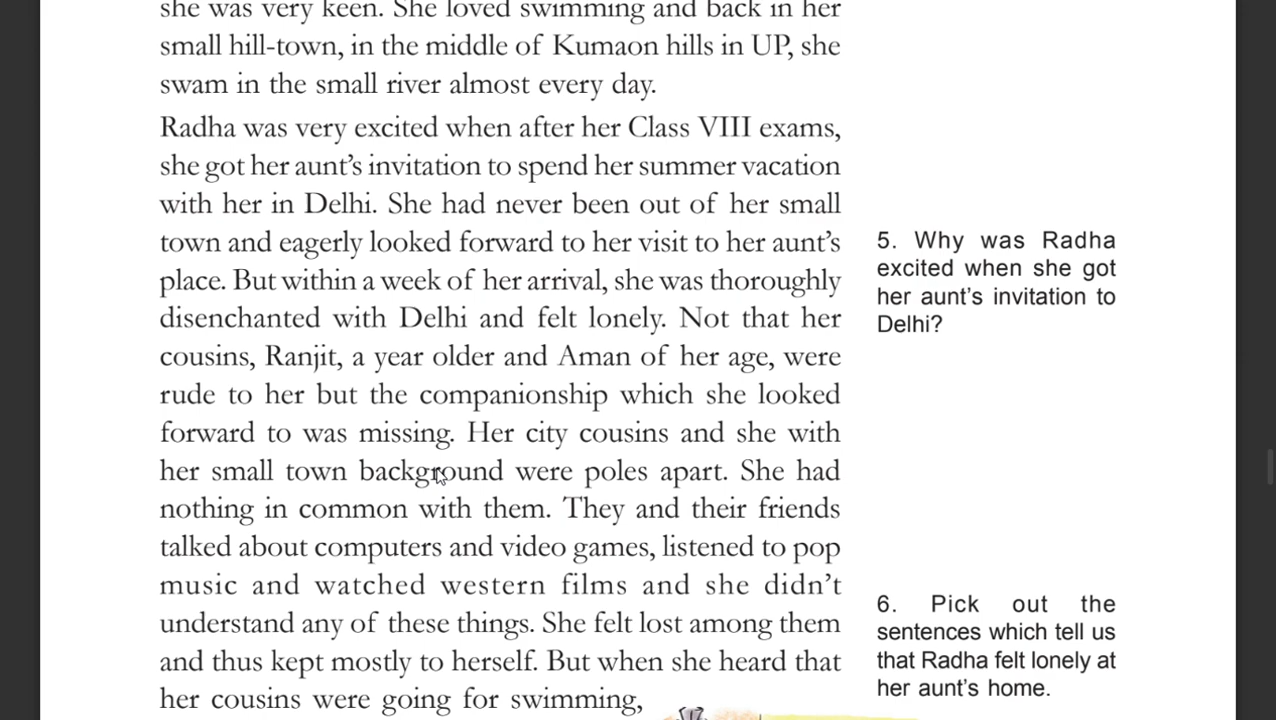 she was very keen. She loved swimming and back in her
small hill-town, in the middle of Kumaon hills in UP, she
swam in the small river almost every day.
Radha was very excited when after her Class VIII exams,
she got her aunt’s invitation to spend her summer vacation
with her in Delhi. She had never been out of her small
town and eagerly looked forward to her visit to her aunt’s
place. But within a week of her arrival, she was thoroughly
disenchanted with Delhi and felt lonely. Not that her
cousins, Ranjit, a year older and Aman of her age, were
rude to her but the companionship which she looked
forward to was missing. Her city cousins and she with
her small town background were poles apart. She had
nothing in common with them. They and their friends
talked about computers and video games, listened to pop
music and watched western films and she didn’t
understand any of these things. She felt lost among them
and thus kept mostly to herself. But when she heard that
her cousins were going for swimming,
5. Why was Radha
excited when she got
her aunt’s invitation to
Delhi?
6. Pick out the
sentences which tell us
that Radha felt lonely at
her aunt’s home.